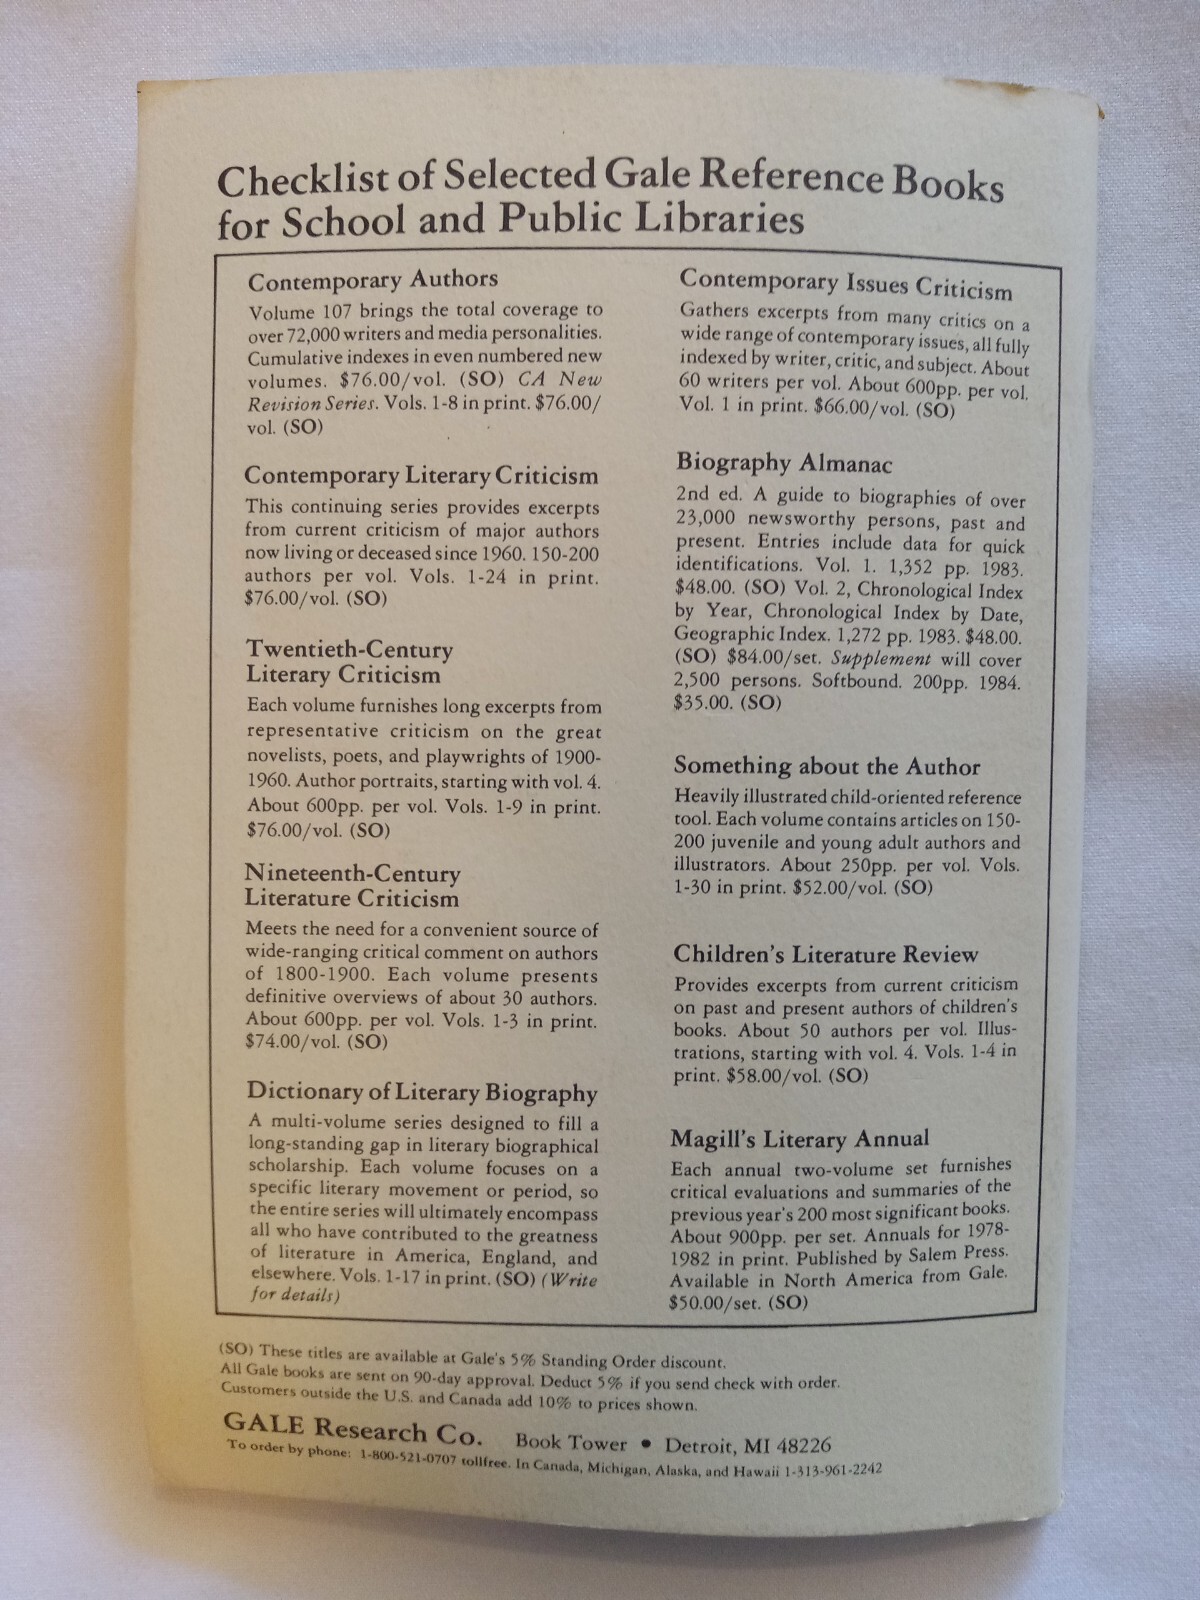 Checklist of Selected Gale Reference Books
for School and Public Libraries
Contemporary Authors
Volume 107 brings the total coverage to
over 72,000 writers and media personalities.
Cumulative indexes in even numbered new
volumes. $76.00/vol. (SO) CA New
Revision Series. Vols. 1-8 in print. $76.00/
vol. (SO)
Contemporary Literary Criticism
This continuing series provides excerpts
from current criticism of major authors
now living or deceased since 1960. 150-200
authors per vol. Vols. 1-24 in print.
$76.00/vol. (SO)
Twentieth-Century
Literary Criticism
Each volume furnishes long excerpts from
representative criticism on the great
novelists, poets, and playwrights of 1900-
1960. Author portraits, starting with vol. 4.
About 600pp. per vol. Vols. 1-9 in print.
$76.00/vol. (SO)
Nineteenth-Century
Literature Criticism
Meets the need for a convenient source of
wide-ranging critical comment on authors
of 1800-1900. Each volume presents
definitive overviews of about 30 authors.
About 600pp. per vol. Vols. 1-3 in print.
$74.00/vol. (SO)
Dictionary of Literary Biography
A multi-volume series designed to fill a
long-standing gap in literary biographical
scholarship. Each volume focuses on a
specific literary movement or period, so
the entire series will ultimately encompass
all who have contributed to the greatness
of literature in America, England, and
elsewhere. Vols. 1-17 in print. (SO) (Write
for details)
Contemporary Issues Criticism
Gathers excerpts from many critics on a
wide range of contemporary issues, all fully
indexed by writer, critic, and subject. About
60 writers per vol. About 600pp. per vol.
Vol. 1 in print. $66.00/vol. (SO)
Biography Almanac
2nd ed. A guide to biographies of over
23,000 newsworthy persons, past and
present. Entries include data for quick
identifications. Vol. 1. 1,352 pp. 1983.
$48.00. (SO) Vol. 2, Chronological Index
by Year, Chronological Index by Date,
Geographic Index. 1,272 pp. 1983. $48.00.
(SO) $84.00/set. Supplement will cover
2,500 persons. Softbound. 200pp. 1984.
$35.00. (SO)
Something about the Author
Heavily illustrated child-oriented reference
tool. Each volume contains articles on 150-
200 juvenile and young adult authors and
illustrators. About 250pp. per vol. Vols.
1-30 in print. $52.00/vol. (SO)
Children's Literature Review
Provides excerpts from current criticism
on past and present authors of children's
books. About 50 authors per vol. Illus-
trations, starting with vol. 4. Vols. 1-4 in
print. $58.00/vol. (SO)
Magill's Literary Annual
Each annual two-volume set furnishes
critical evaluations and summaries of the
previous year's 200 most significant books.
About 900pp. per set. Annuals for 1978-
1982 in print. Published by Salem Press.
Available in North America from Gale.
$50.00/set. (SO)
(SO) These titles are available at Gale's 5% Standing Order discount.
All Gale books are sent on 90-day approval. Deduct 5% if you send check with order.
Customers outside the U.S. and Canada add 10% to prices shown.
GALE Research Co. Book Tower • Detroit, MI 48226
To order by phone: 1-800-521-0707 tollfree. In Canada, Michigan, Alaska, and Hawaii 1-313-961-2242